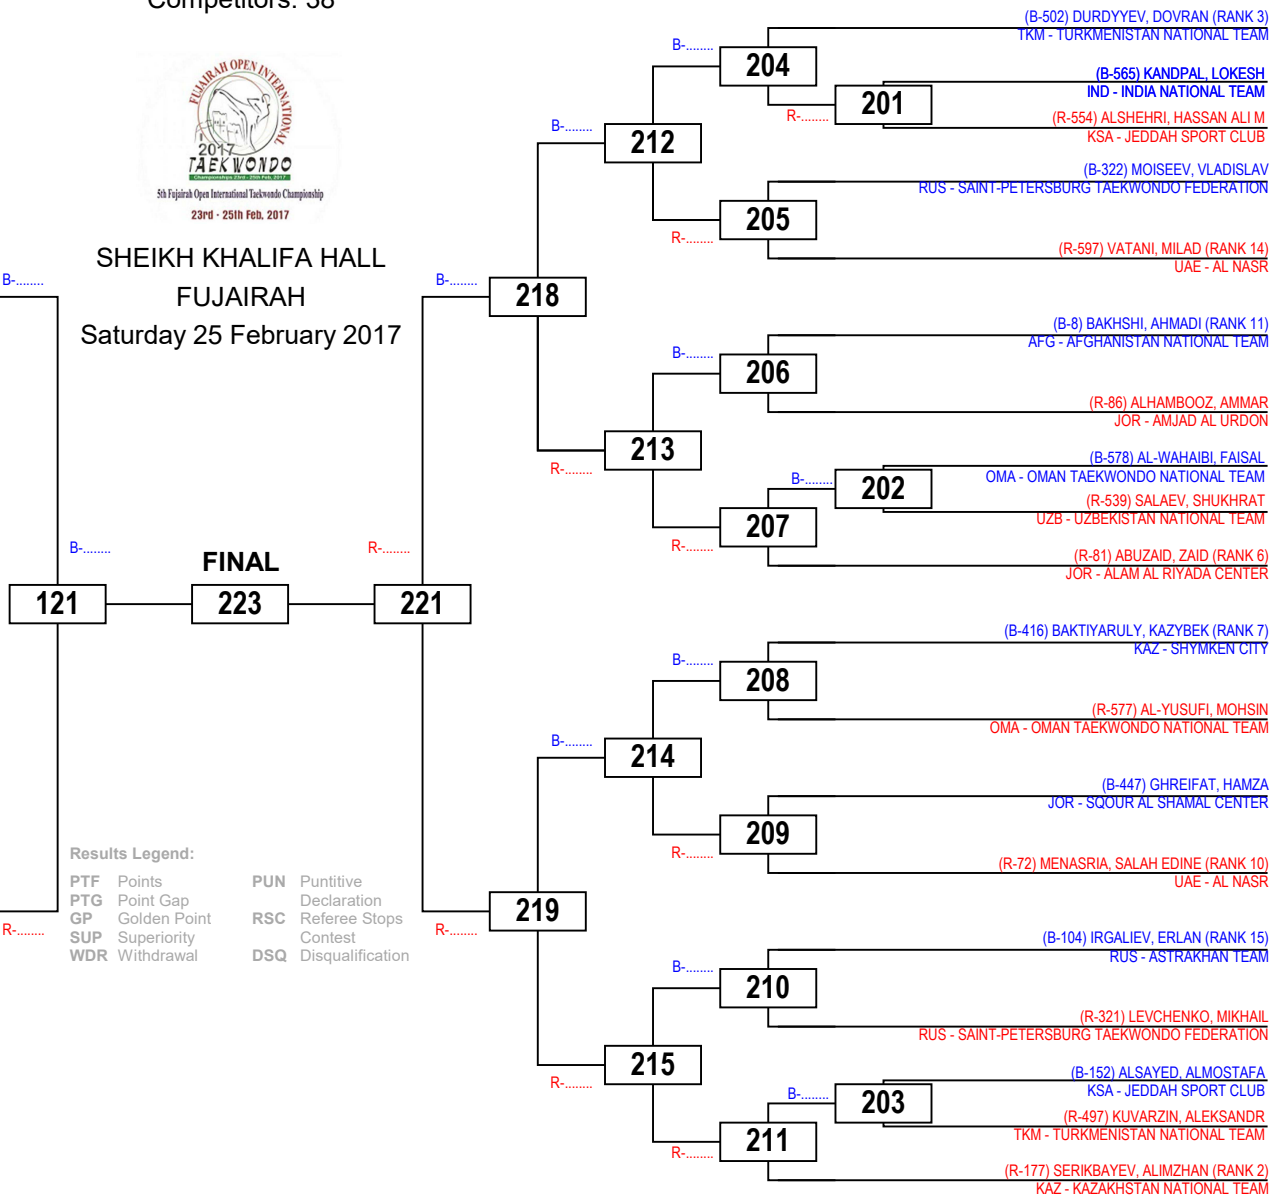 Competitors: 38
FUJAIRAH OPEN INTERNATIONAL
2017
TAEKWONDO
Championships 23rd - 25th Feb, 2017
5th Fujairah Open International Taekwondo Championship
23rd - 25th Feb, 2017
SHEIKH KHALIFA HALL
FUJAIRAH
Saturday 25 February 2017
B-........
R-........
B-........
121
FINAL
223
R-........
221
B-........
R-........
218
219
B-........
R-........
B-........
R-........
212
213
214
215
B-........
204
R-........
201
(B-502) DURDYYEV, DOVRAN (RANK 3)
TKM - TURKMENISTAN NATIONAL TEAM
(B-565) KANDPAL, LOKESH
IND - INDIA NATIONAL TEAM
(R-554) ALSHEHRI, HASSAN ALI M
KSA - JEDDAH SPORT CLUB
R-........
205
(B-322) MOISEEV, VLADISLAV
RUS - SAINT-PETERSBURG TAEKWONDO FEDERATION
(R-597) VATANI, MILAD (RANK 14)
UAE - AL NASR
B-........
206
(B-8) BAKHSHI, AHMADI (RANK 11)
AFG - AFGHANISTAN NATIONAL TEAM
(R-86) ALHAMBOOZ, AMMAR
JOR - AMJAD AL URDON
R-........
207
B-........
202
(B-578) AL-WAHAIBI, FAISAL
OMA - OMAN TAEKWONDO NATIONAL TEAM
(R-539) SALAEV, SHUKHRAT
UZB - UZBEKISTAN NATIONAL TEAM
(R-81) ABUZAID, ZAID (RANK 6)
JOR - ALAM AL RIYADA CENTER
B-........
208
(B-416) BAKTIYARULY, KAZYBEK (RANK 7)
KAZ - SHYMKEN CITY
(R-577) AL-YUSUFI, MOHSIN
OMA - OMAN TAEKWONDO NATIONAL TEAM
R-........
209
(B-447) GHREIFAT, HAMZA
JOR - SQOUR AL SHAMAL CENTER
(R-72) MENASRIA, SALAH EDINE (RANK 10)
UAE - AL NASR
B-........
210
(B-104) IRGALIEV, ERLAN (RANK 15)
RUS - ASTRAKHAN TEAM
(R-321) LEVCHENKO, MIKHAIL
RUS - SAINT-PETERSBURG TAEKWONDO FEDERATION
R-........
211
B-........
203
(B-152) ALSAYED, ALMOSTAFA
KSA - JEDDAH SPORT CLUB
(R-497) KUVARZIN, ALEKSANDR
TKM - TURKMENISTAN NATIONAL TEAM
(R-177) SERIKBAYEV, ALIMZHAN (RANK 2)
KAZ - KAZAKHSTAN NATIONAL TEAM
Results Legend:
PTF Points
PTG Point Gap
GP Golden Point
SUP Superiority
WDR Withdrawal
PUN Puntitive
Declaration
RSC Referee Stops
Contest
DSQ Disqualification